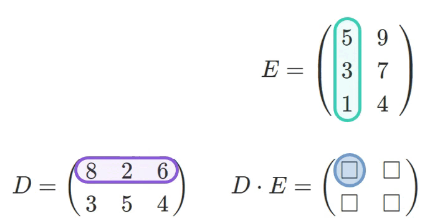 E = ( 5 9
3 7
1 4 )
D = ( 8 2 6
3 5 4 )
D · E = ( □ □
□ □ )